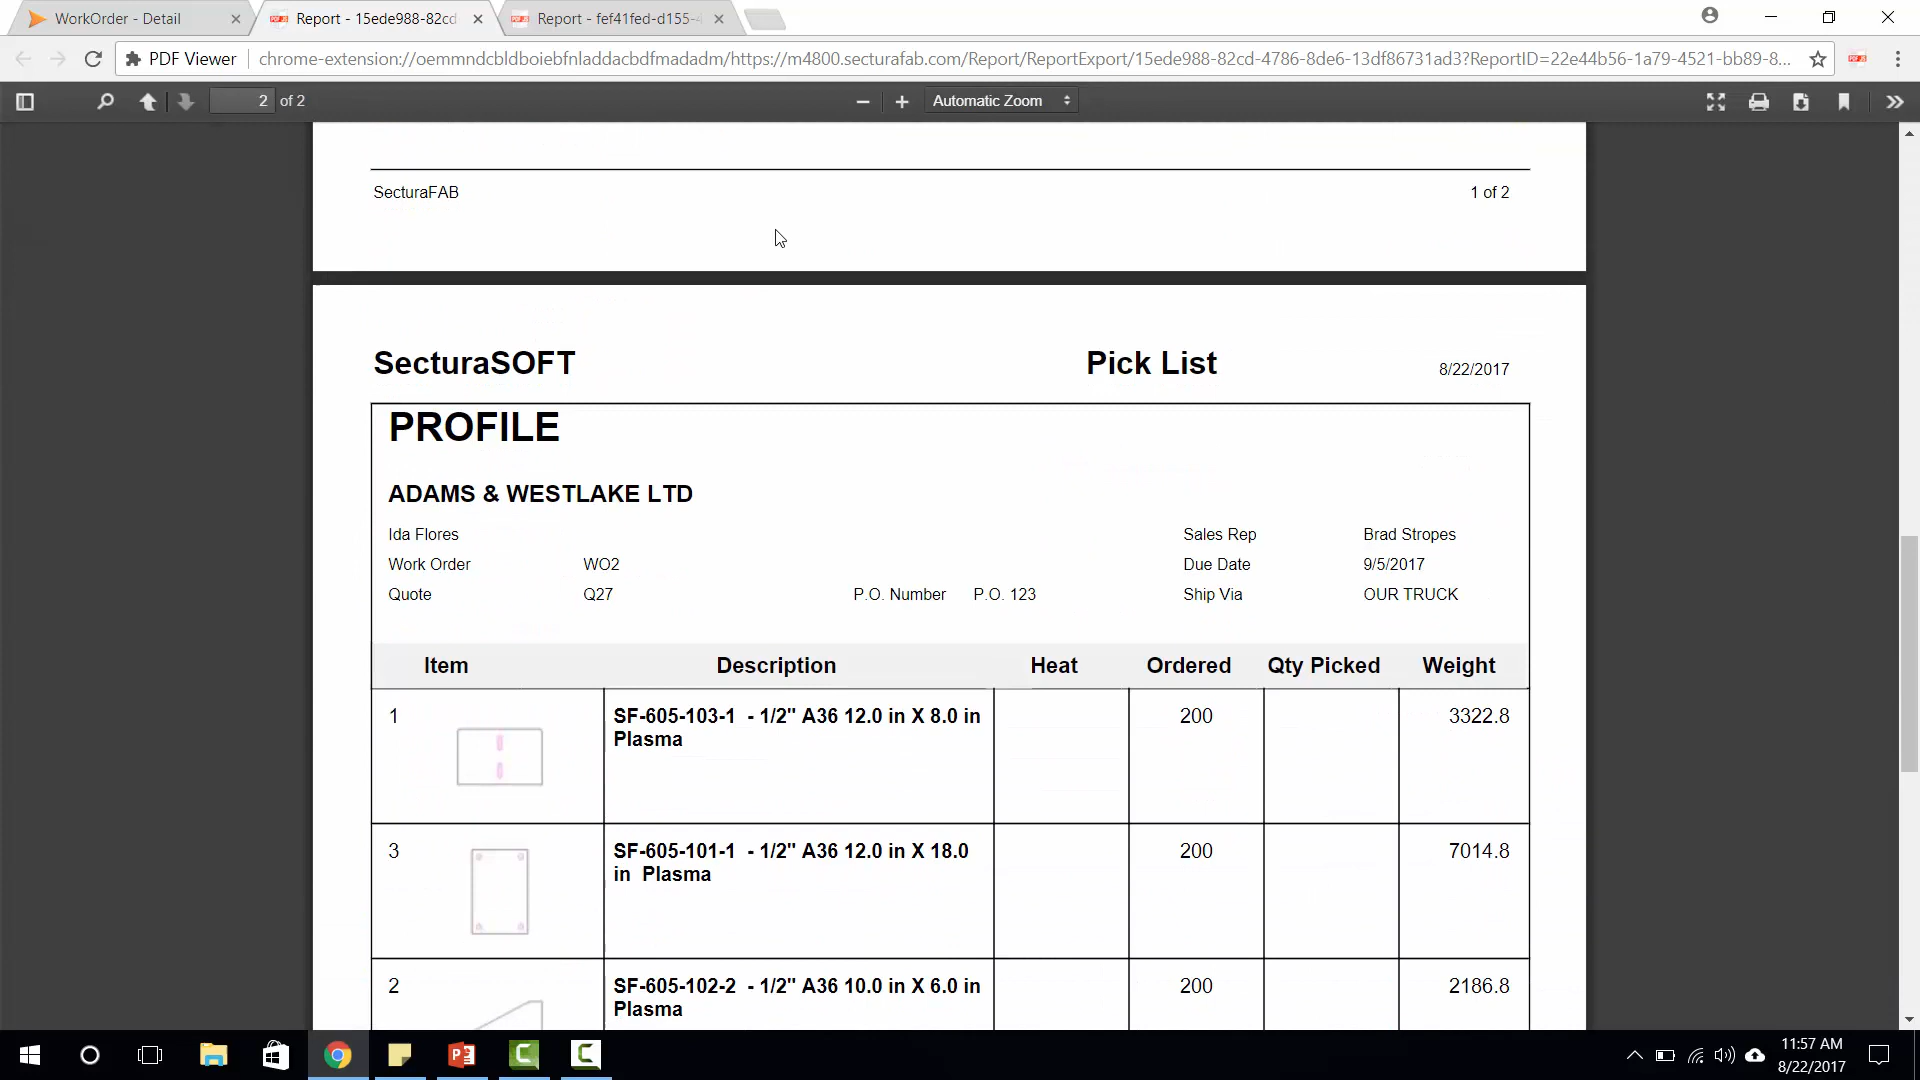 WorkOrder - Detail
Report - 15ede988-82cd
Report - fef41fed-d155-4
PDF Viewer
chrome-extension://oemmndcbldboiebfnladdacbdfmadadm/https://m4800.secturafab.com/Report/ReportExport/15ede988-82cd-4786-8de6-13df86731ad3?ReportID=22e44b56-1a79-4521-bb89-8...
2 of 2
Automatic Zoom
SecturaFAB 1 of 2
SecturaSOFT Pick List 8/22/2017
PROFILE
ADAMS & WESTLAKE LTD
Ida Flores Sales Rep Brad Stropes
Work Order WO2 Due Date 9/5/2017
Quote Q27 P.O. Number P.O. 123 Ship Via OUR TRUCK
Item Description Heat Ordered Qty Picked Weight
1 SF-605-103-1 - 1/2" A36 12.0 in X 8.0 in 200 3322.8
Plasma
3 SF-605-101-1 - 1/2" A36 12.0 in X 18.0 200 7014.8
in Plasma
2 SF-605-102-2 - 1/2" A36 10.0 in X 6.0 in 200 2186.8
Plasma
11:57 AM
8/22/2017